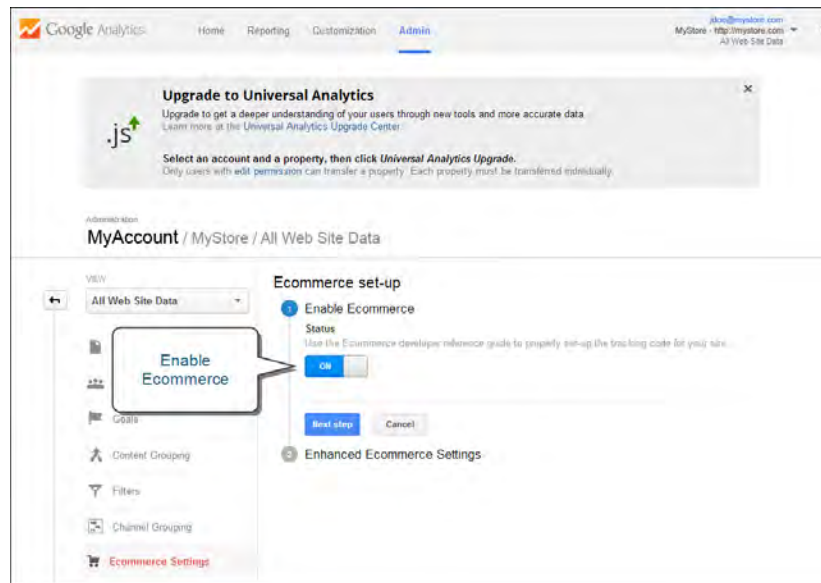 Google Analytics
Home Reporting Customization Admin
jdoe@mystore.com
MyStore - http://mystore.com
All Web Site Data
Upgrade to Universal Analytics
Upgrade to get a deeper understanding of your users through new tools and more accurate data.
Learn more at the Universal Analytics Upgrade Center.
.js
Select an account and a property, then click Universal Analytics Upgrade.
Only users with edit permission can transfer a property. Each property must be transferred individually.
Administration
MyAccount / MyStore / All Web Site Data
VIEW
All Web Site Data
Goals
Content Grouping
Filters
Channel Grouping
Ecommerce Settings
Enable
Ecommerce
Ecommerce set-up
1 Enable Ecommerce
Status
Use the Ecommerce developer reference guide to properly set-up the tracking code for your site.
ON
Next step Cancel
2 Enhanced Ecommerce Settings